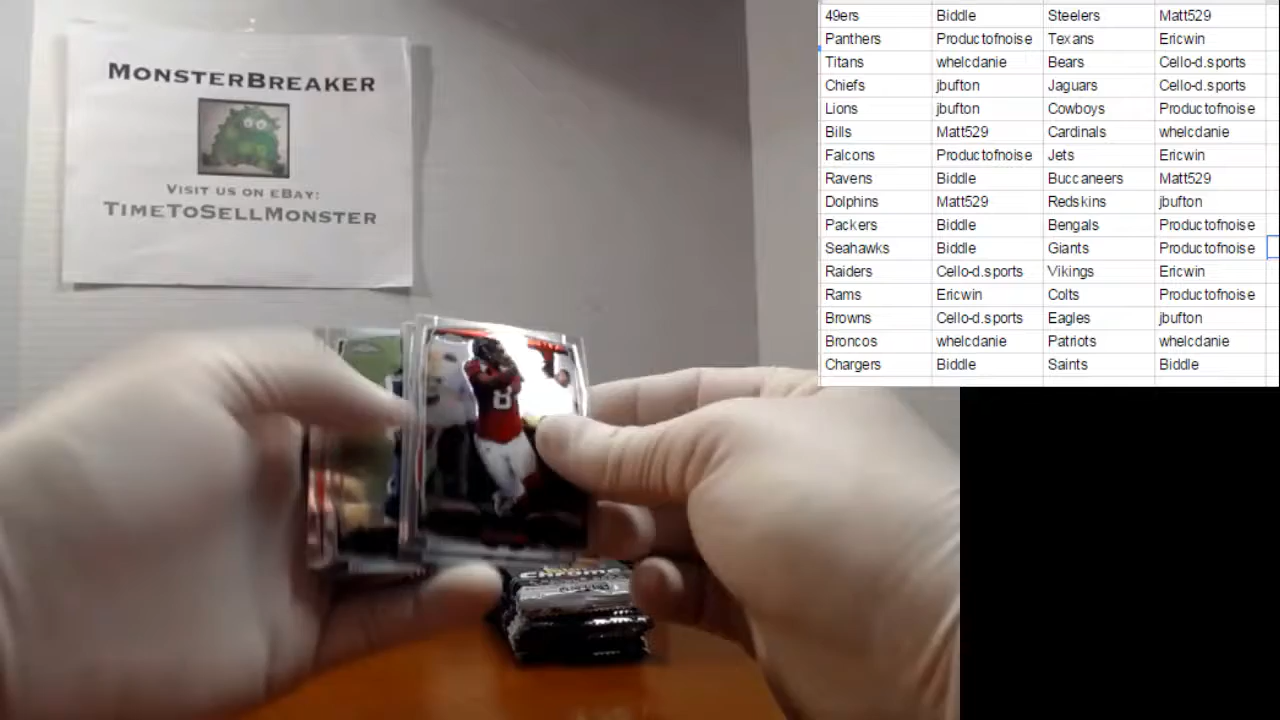 MonsterBreaker
Visit us on eBay:
TimeToSellMonster
49ers Biddle Steelers Matt529
Panthers Productofnoise Texans Ericwin
Titans whelcdanie Bears Cello-d.sports
Chiefs jbufton Jaguars Cello-d.sports
Lions jbufton Cowboys Productofnoise
Bills Matt529 Cardinals whelcdanie
Falcons Productofnoise Jets Ericwin
Ravens Biddle Buccaneers Matt529
Dolphins Matt529 Redskins jbufton
Packers Biddle Bengals Productofnoise
Seahawks Biddle Giants Productofnoise
Raiders Cello-d.sports Vikings Ericwin
Rams Ericwin Colts Productofnoise
Browns Cello-d.sports Eagles jbufton
Broncos whelcdanie Patriots whelcdanie
Chargers Biddle Saints Biddle
8
CHROME